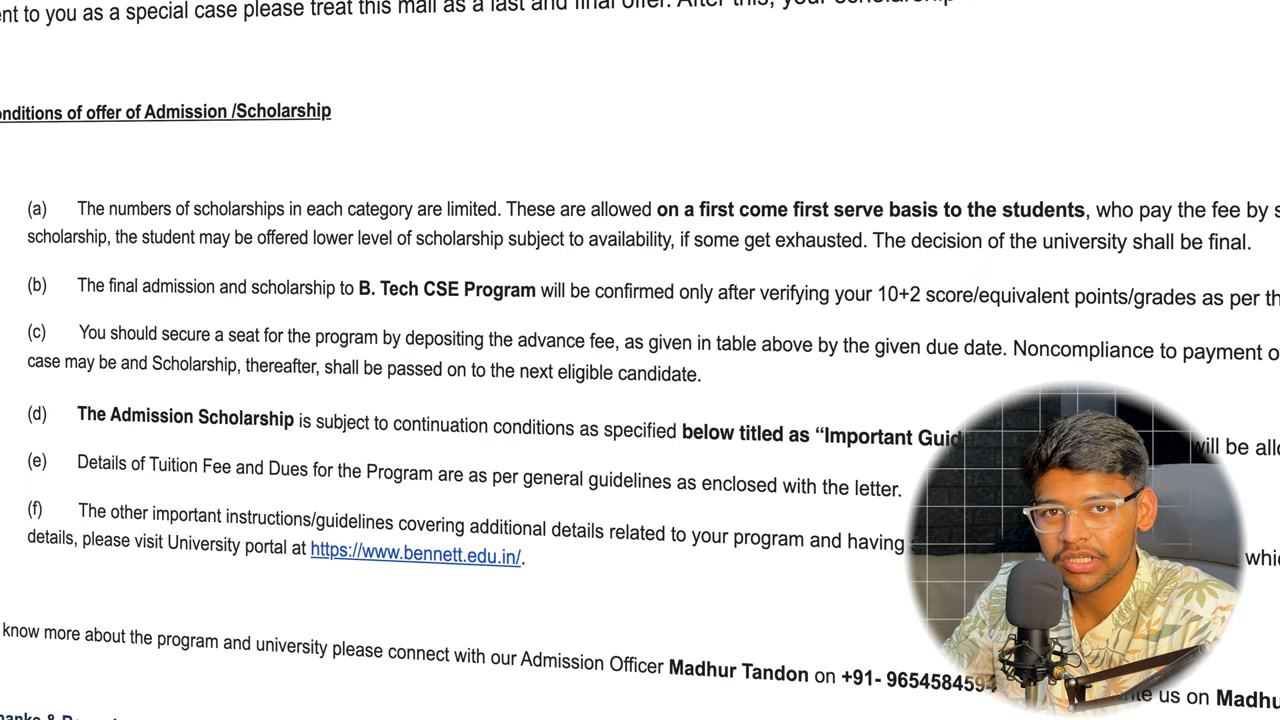 nt to you as a special case please treat this mail as a last and final offer. After this, your scholarship
onditions of offer of Admission /Scholarship
(a) The numbers of scholarships in each category are limited. These are allowed on a first come first serve basis to the students, who pay the fee by s
scholarship, the student may be offered lower level of scholarship subject to availability, if some get exhausted. The decision of the university shall be final.
(b) The final admission and scholarship to B. Tech CSE Program will be confirmed only after verifying your 10+2 score/equivalent points/grades as per th
(c) You should secure a seat for the program by depositing the advance fee, as given in table above by the given due date. Noncompliance to payment o
case may be and Scholarship, thereafter, shall be passed on to the next eligible candidate.
(d) The Admission Scholarship is subject to continuation conditions as specified below titled as “Important Guid will be allo
(e) Details of Tuition Fee and Dues for the Program are as per general guidelines as enclosed with the letter.
(f) The other important instructions/guidelines covering additional details related to your program and having whic
details, please visit University portal at https://www.bennett.edu.in/.
know more about the program and university please connect with our Admission Officer Madhur Tandon on +91- 9654584594 us on Madhu